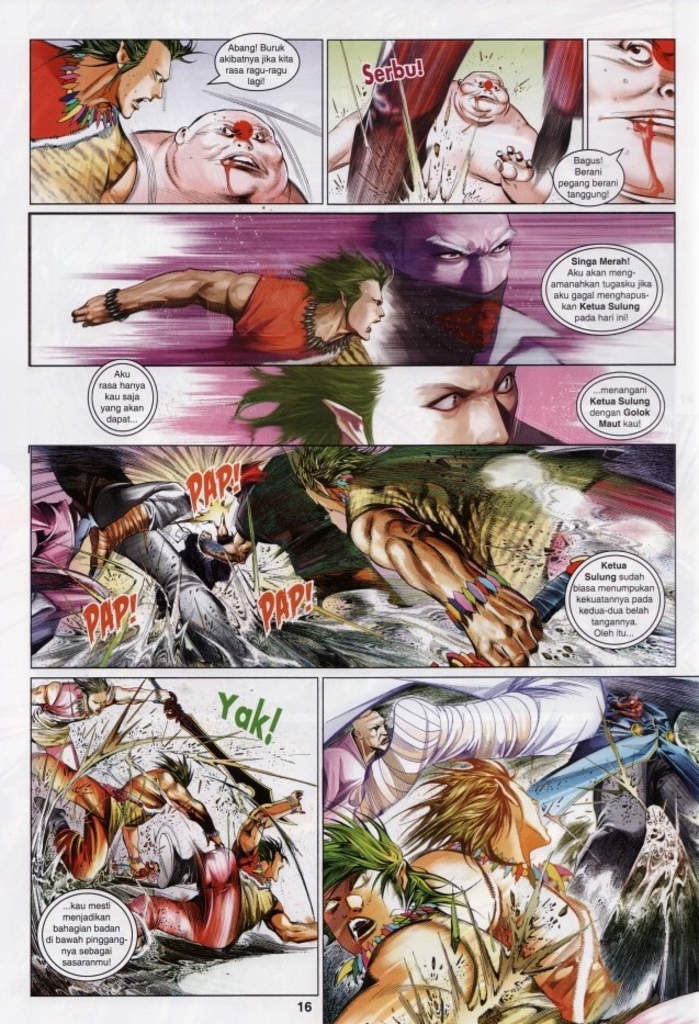 Abang! Buruk
akibatnya jika kita
rasa ragu-ragu
lagi!
Serbu!
Bagus!
Berani
pegang berani
tanggung!
Singa Merah!
Aku akan meng-
amanahkan tugasku jika
aku gagal menghapus-
kan Ketua Sulung
pada hari ini!
Aku
rasa hanya
kau saja
yang akan
dapat...
...menangani
Ketua Sulung
dengan Golok
Maut kau!
PAP!
PAP!
PAP!
Ketua
Sulung sudah
biasa menumpukan
kekuatannya pada
kedua-dua belah
tangannya.
Oleh itu...
Yak!
...kau mesti
menjadikan
bahagian badan
di bawah pinggang-
nya sebagai
sasaranmu!
16